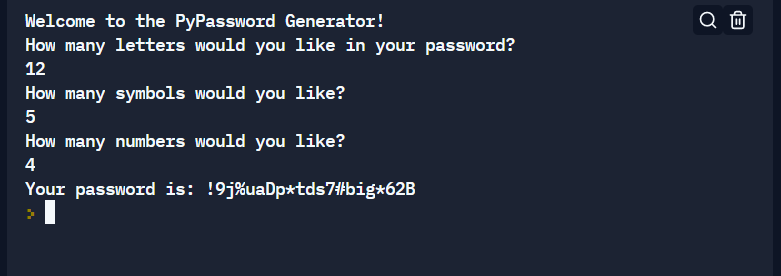 Welcome to the PyPassword Generator!
How many letters would you like in your password?
12
How many symbols would you like?
5
How many numbers would you like?
4
Your password is: !9j%uaDp*tds7#big*62B
>